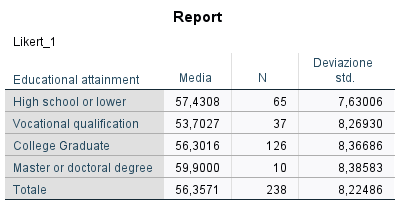 Report
Likert_1
Educational attainment Media N Deviazione std.
High school or lower 57,4308 65 7,63006
Vocational qualification 53,7027 37 8,26930
College Graduate 56,3016 126 8,36686
Master or doctoral degree 59,9000 10 8,38583
Totale 56,3571 238 8,22486